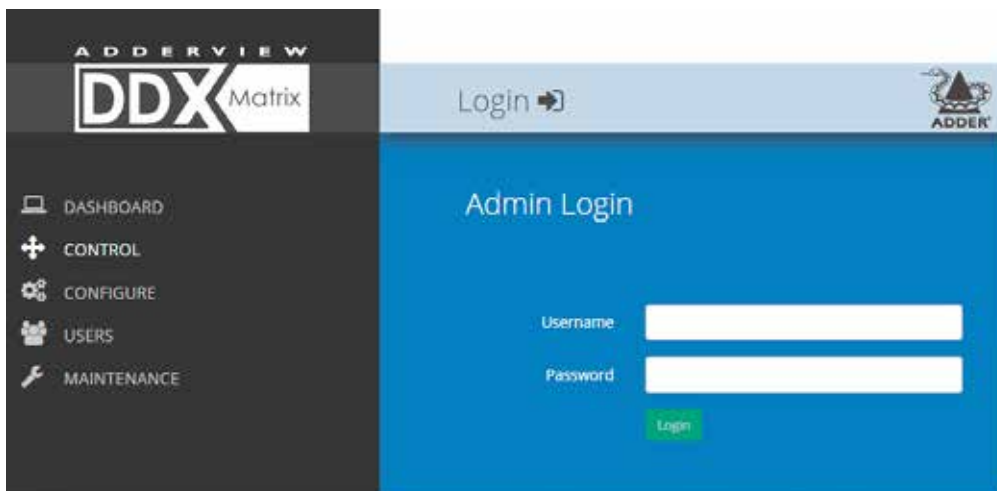 ADDERVIEW
DDX Matrix
Login
ADDER®
DASHBOARD
CONTROL
CONFIGURE
USERS
MAINTENANCE
Admin Login
Username
Password
Login